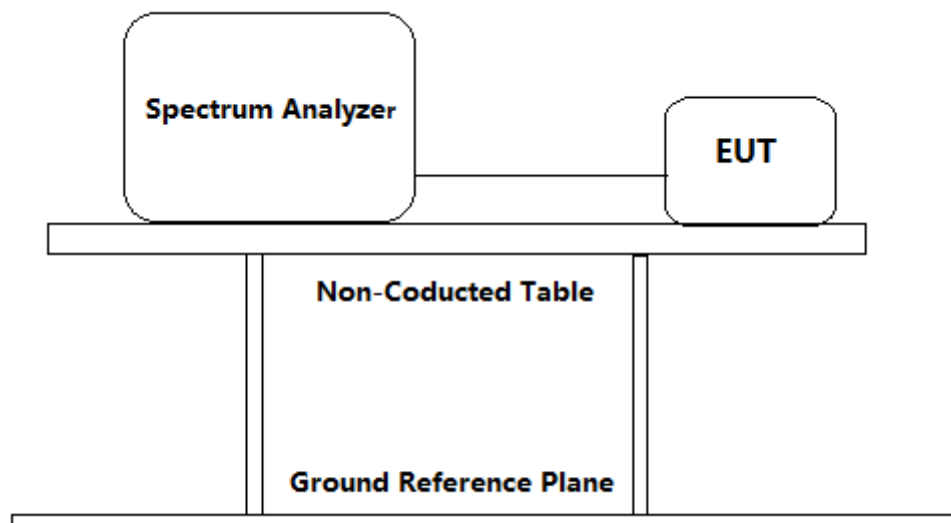 Spectrum Analyzer
EUT
Non-Coducted Table
Ground Reference Plane